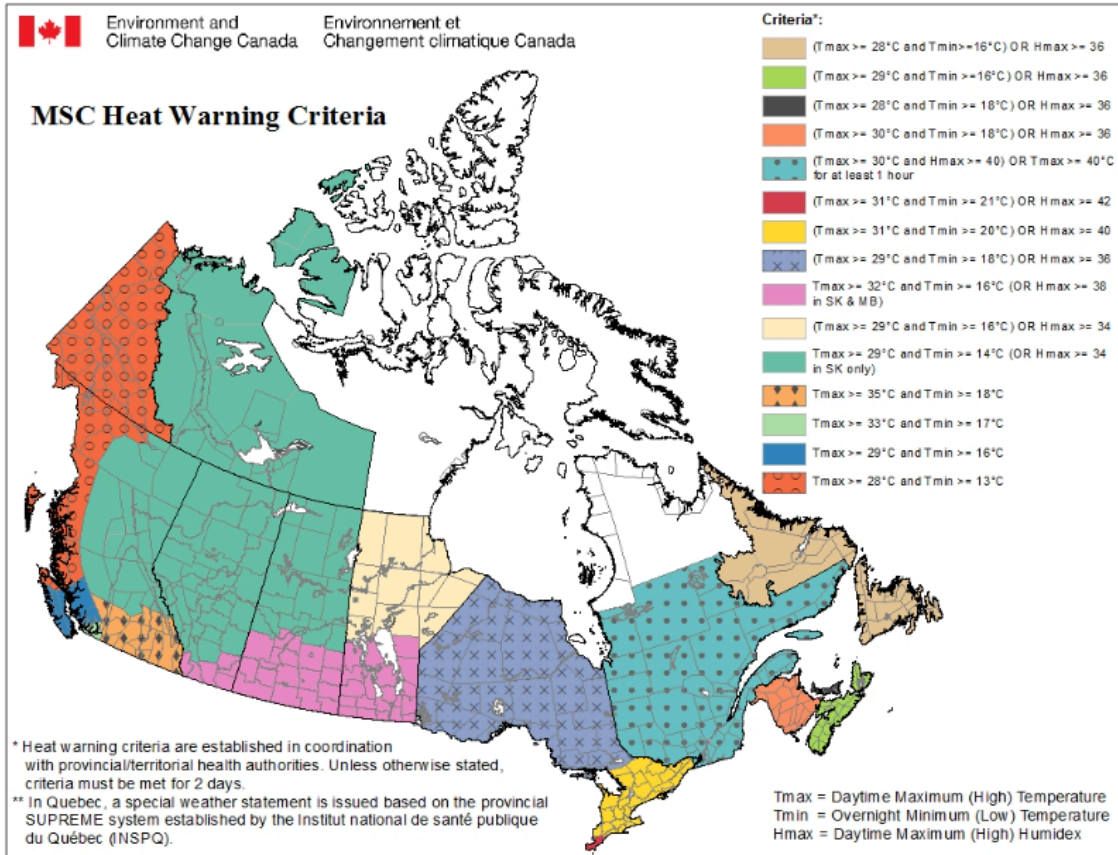 Environment and
Climate Change Canada
Environnement et
Changement climatique Canada
MSC Heat Warning Criteria
Criteria*:
(Tmax >= 28°C and Tmin>=16°C) OR Hmax >= 36
(Tmax >= 29°C and Tmin >=16°C) OR Hmax >= 36
(Tmax >= 28°C and Tmin >= 18°C) OR Hmax >= 36
(Tmax >= 30°C and Tmin >= 18°C) OR Hmax >= 36
(Tmax >= 30°C and Hmax >= 40) OR Tmax >= 40°C
for at least 1 hour
(Tmax >= 31°C and Tmin >= 21°C) OR Hmax >= 42
(Tmax >= 31°C and Tmin >= 20°C) OR Hmax >= 40
(Tmax >= 29°C and Tmin >= 18°C) OR Hmax >= 36
Tmax >= 32°C and Tmin >= 16°C (OR Hmax >= 38
in SK & MB)
(Tmax >= 29°C and Tmin >= 16°C) OR Hmax >= 34
Tmax >= 29°C and Tmin >= 14°C (OR Hmax >= 34
in SK only)
Tmax >= 35°C and Tmin >= 18°C
Tmax >= 33°C and Tmin >= 17°C
Tmax >= 29°C and Tmin >= 16°C
Tmax >= 28°C and Tmin >= 13°C
* Heat warning criteria are established in coordination
with provincial/territorial health authorities. Unless otherwise stated,
criteria must be met for 2 days.
** In Quebec, a special weather statement is issued based on the provincial
SUPREME system established by the Institut national de santé publique
du Québec (INSPQ).
Tmax = Daytime Maximum (High) Temperature
Tmin = Overnight Minimum (Low) Temperature
Hmax = Daytime Maximum (High) Humidex